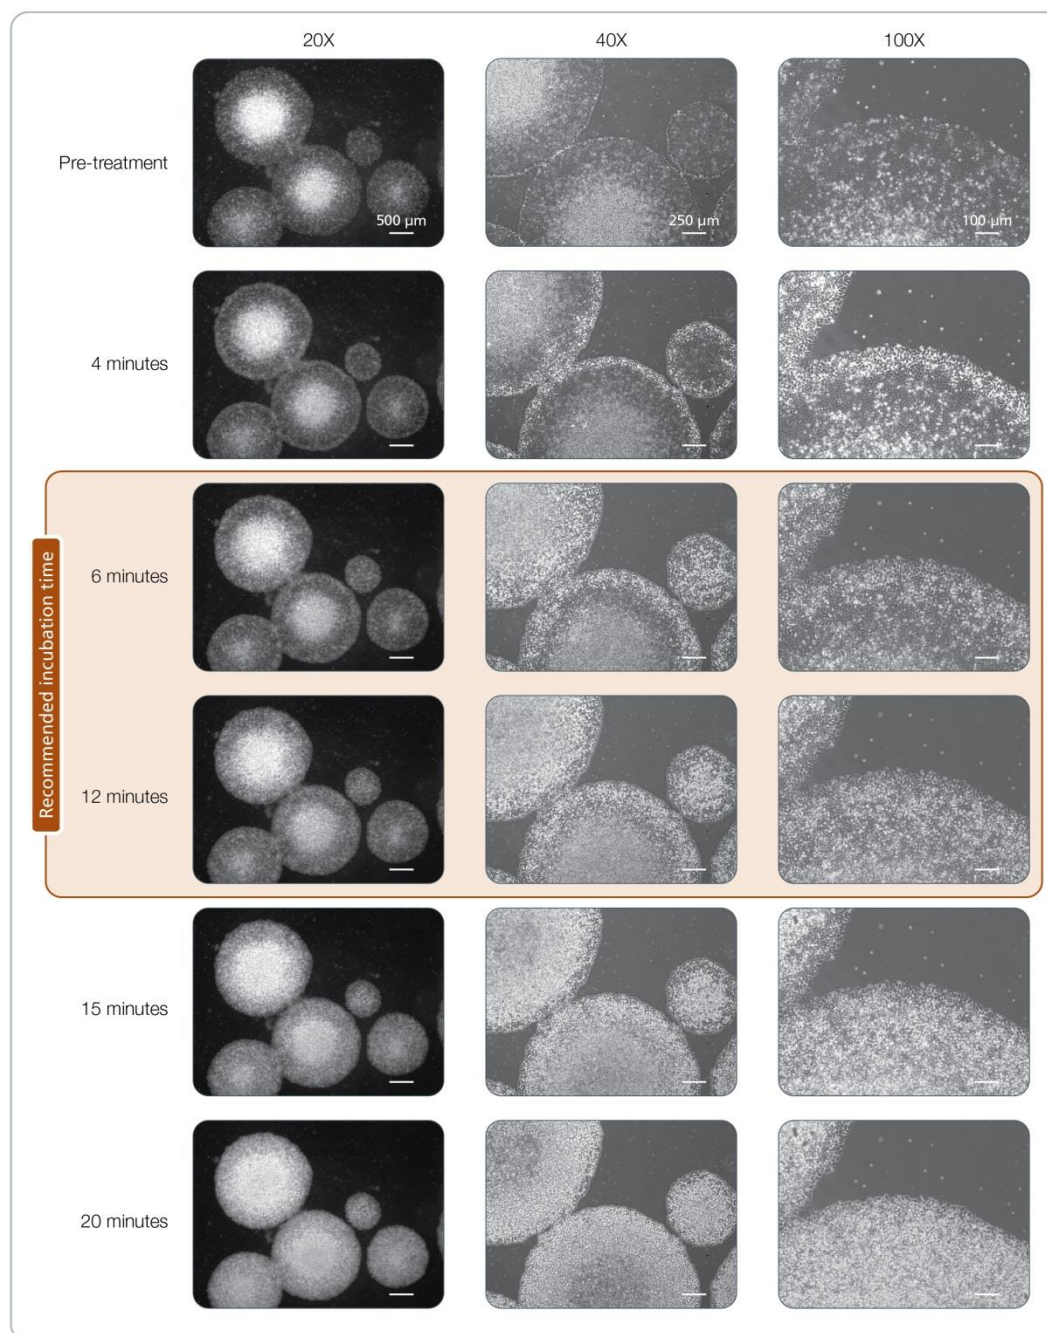 20X
40X
100X
Pre-treatment
500 μm
250 μm
100 μm
4 minutes
Recommended incubation time
6 minutes
12 minutes
15 minutes
20 minutes